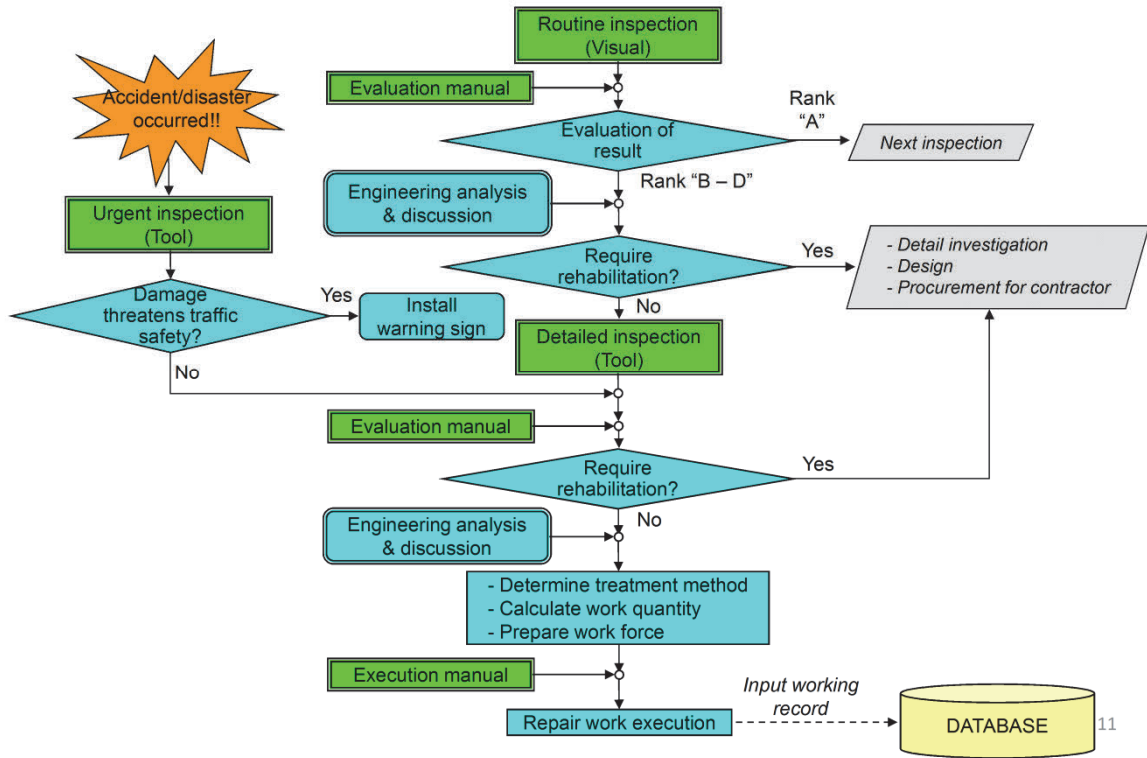 Routine inspection
(Visual)
Accident/disaster
occurred!!
Evaluation manual
Rank
“A”
Evaluation of
result
Next inspection
Rank “B – D”
Engineering analysis
& discussion
Urgent inspection
(Tool)
Require
rehabilitation?
Yes
- Detail investigation
- Design
- Procurement for contractor
Damage
threatens traffic
safety?
Yes
Install
warning sign
No
Detailed inspection
(Tool)
No
Evaluation manual
Require
rehabilitation?
Yes
No
Engineering analysis
& discussion
- Determine treatment method
- Calculate work quantity
- Prepare work force
Execution manual
Input working
record
Repair work execution
DATABASE
11